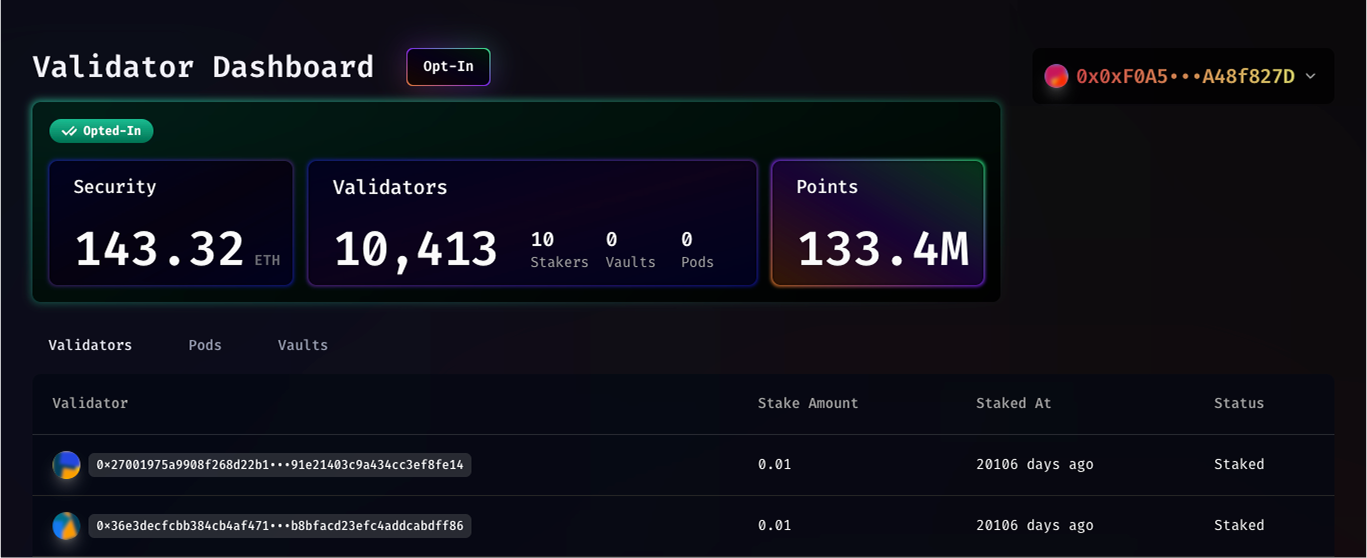 Validator Dashboard Opt-In 0x0xF0A5•••A48f827D
Opted-In
Security Validators Points
143.32 ETH 10,413 10 Stakers 0 Vaults 0 Pods 133.4M
Validators Pods Vaults
Validator Stake Amount Staked At Status
0×27001975a9908f268d22b1•••91e21403c9a434cc3ef8fe14 0.01 20106 days ago Staked
0×36e3decfcbb384cb4af471•••b8bfacd23efc4addcabdff86 0.01 20106 days ago Staked